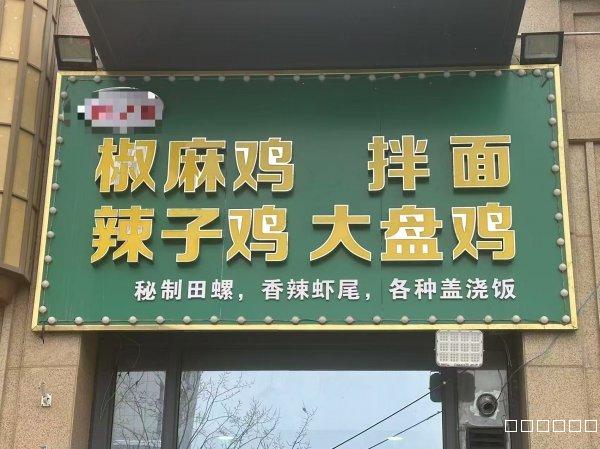 椒麻鸡 拌面
辣子鸡 大盘鸡
秘制田螺，香辣虾尾，各种盖浇饭